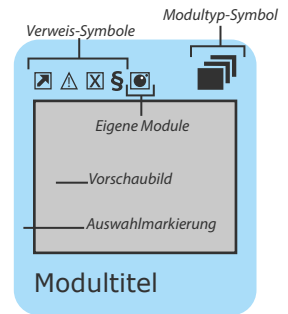 Modultyp-Symbol
Verweis-Symbole
§
Eigene Module
Vorschaubild
Auswahlmarkierung
Modultitel